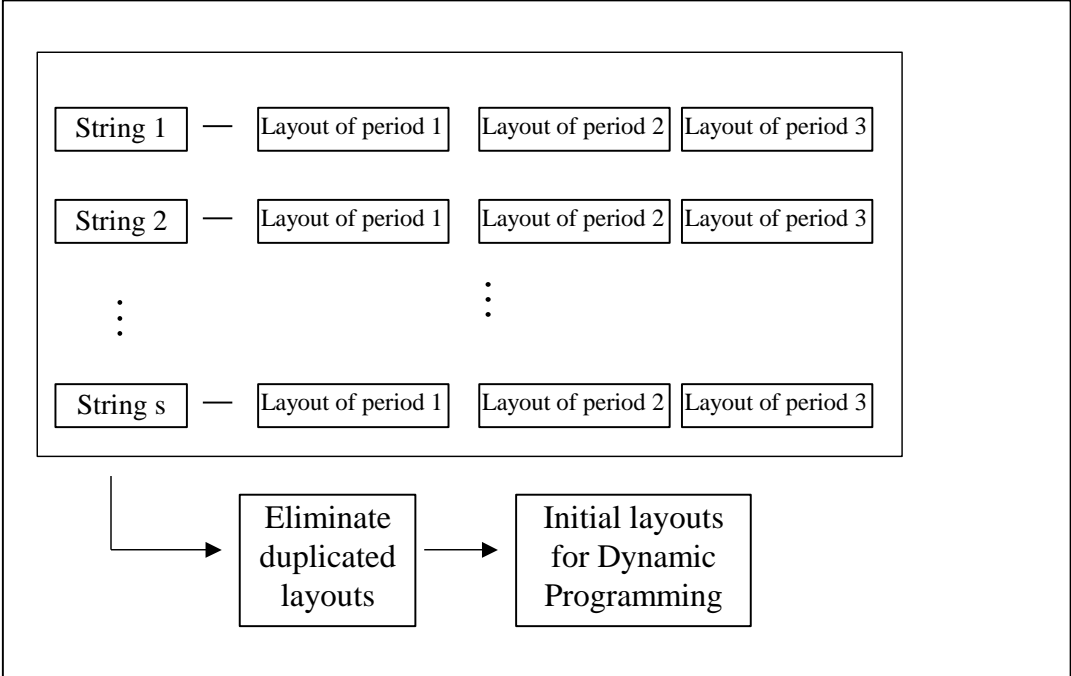 String 1 — Layout of period 1 Layout of period 2 Layout of period 3
String 2 — Layout of period 1 Layout of period 2 Layout of period 3
String s — Layout of period 1 Layout of period 2 Layout of period 3
Eliminate
duplicated
layouts
Initial layouts
for Dynamic
Programming